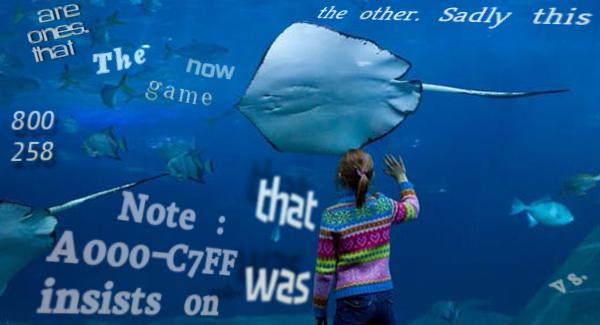 are
ones.
that
The
now
game
the other. Sadly this
800
258
Note :
A000-C7FF
insists on
that
was
vs.